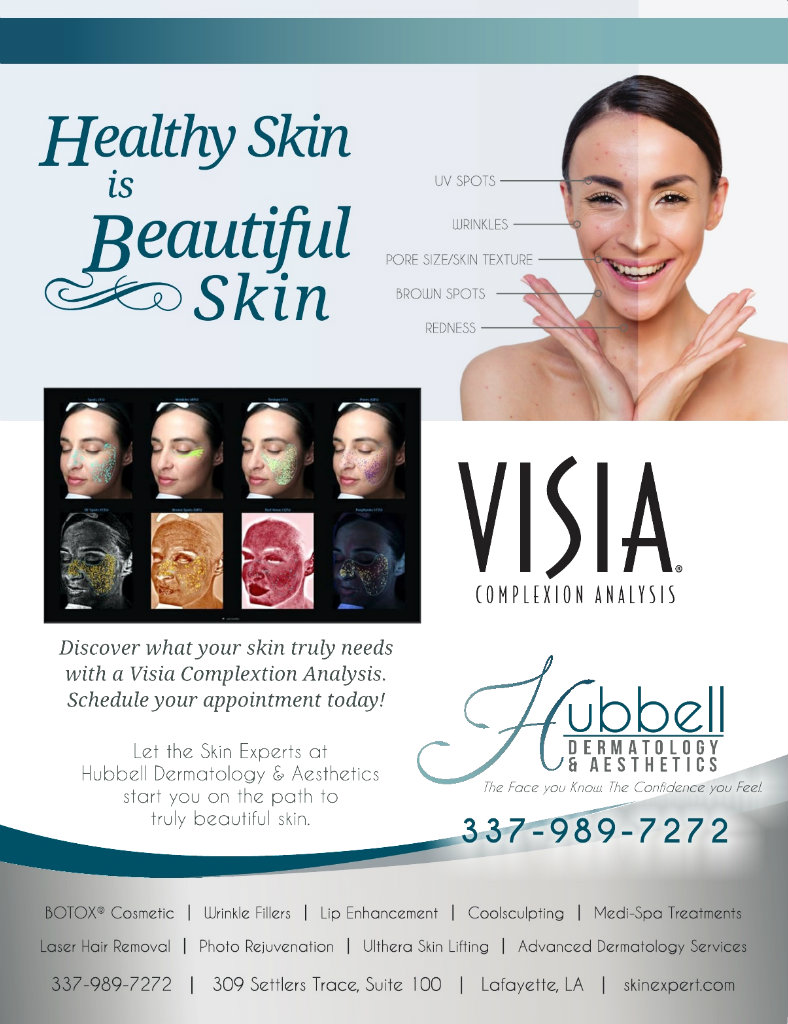 Healthy Skin
is
Beautiful
Skin
UV SPOTS
WRINKLES
PORE SIZE/SKIN TEXTURE
BROWN SPOTS
REDNESS
VISIA®
COMPLEXION ANALYSIS
Discover what your skin truly needs
with a Visia Complextion Analysis.
Schedule your appointment today!
Let the Skin Experts at
Hubbell Dermatology & Aesthetics
start you on the path to
truly beautiful skin.
Hubbell
DERMATOLOGY
& AESTHETICS
The Face you Know. The Confidence you Feel.
337-989-7272
BOTOX® Cosmetic | Wrinkle Fillers | Lip Enhancement | Coolsculpting | Medi-Spa Treatments
Laser Hair Removal | Photo Rejuvenation | Ulthera Skin Lifting | Advanced Dermatology Services
337-989-7272 | 309 Settlers Trace, Suite 100 | Lafayette, LA | skinexpert.com